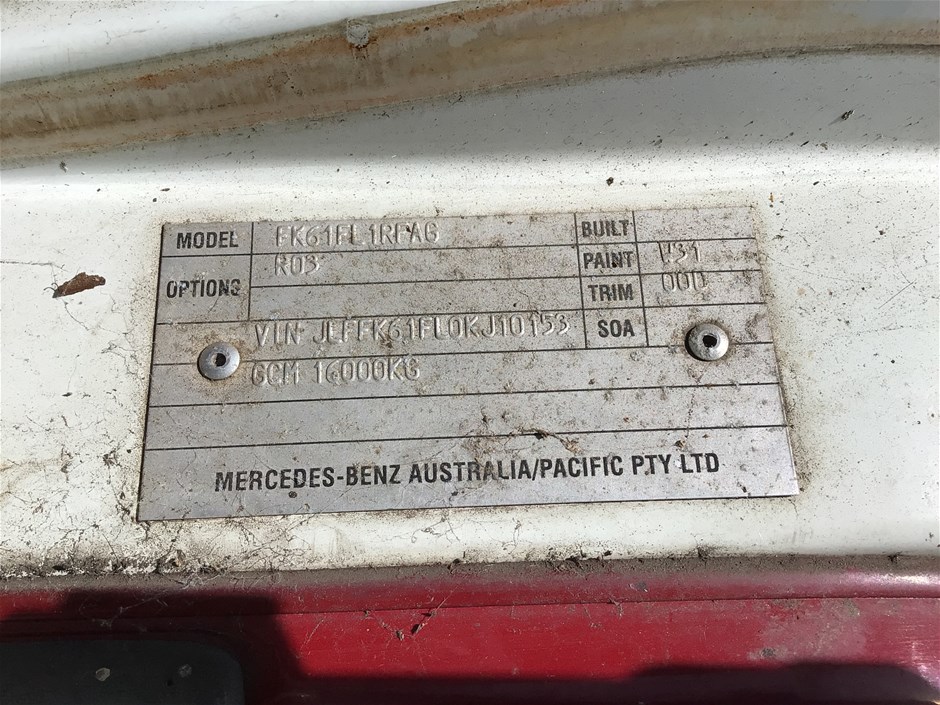 MODEL FK61FL1RFAG BUILT
OPTIONS R03 PAINT W31
TRIM 00D
VIN JLFFK61FL0KJ10153 SOA
GCM 16000KG
MERCEDES-BENZ AUSTRALIA/PACIFIC PTY LTD